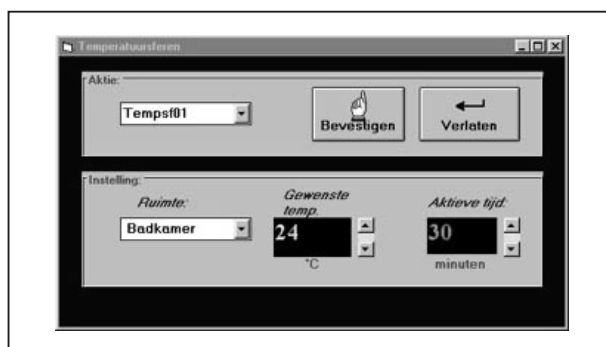 Temperatuursferen
Aktie:
Tempsf01
Bevestigen
Verlaten
Instelling:
Ruimte:
Gewenste
temp.
Aktieve tijd:
Badkamer
24
30
°C
minuten